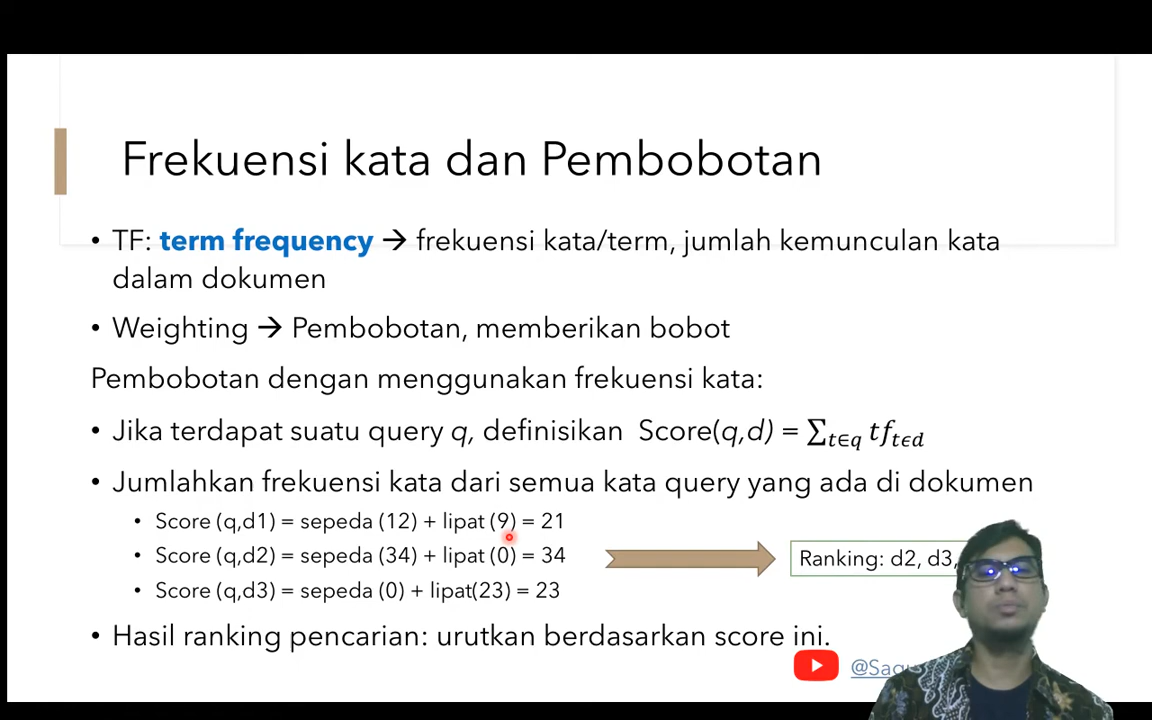 Frekuensi kata dan Pembobotan
• TF: term frequency → frekuensi kata/term, jumlah kemunculan kata
dalam dokumen
• Weighting → Pembobotan, memberikan bobot
Pembobotan dengan menggunakan frekuensi kata:
• Jika terdapat suatu query q, definisikan Score(q,d) = ∑t∈q tft∈d
• Jumlahkan frekuensi kata dari semua kata query yang ada di dokumen
• Score (q,d1) = sepeda (12) + lipat (9) = 21
• Score (q,d2) = sepeda (34) + lipat (0) = 34
• Score (q,d3) = sepeda (0) + lipat(23) = 23
Ranking: d2, d3,
• Hasil ranking pencarian: urutkan berdasarkan score ini.